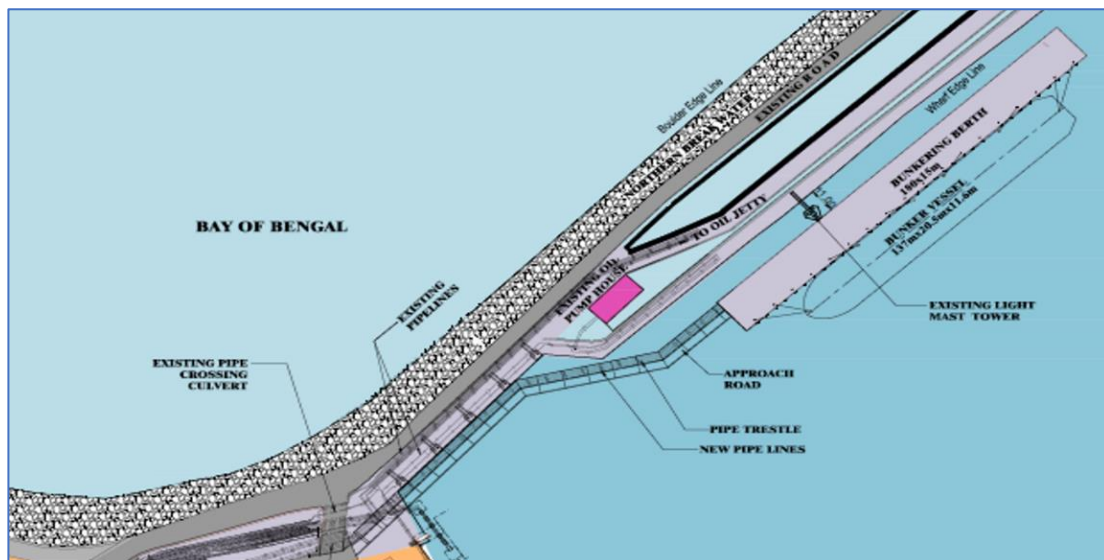 Boulder Edge Line
NORTHERN BREAK WATER
EXISTING ROAD
Wharf Edge Line
BUNKERING BERTH
BUNKER VESSEL
137mx20.5mx11.6m
TO OIL JETTY
BAY OF BENGAL
EXISTING OIL
PUMP HOUSE
EXISTING
PIPELINES
EXISTING LIGHT
MAST TOWER
EXISTING PIPE
CROSSING
CULVERT
APPROACH
ROAD
PIPE TRESTLE
NEW PIPE LINES